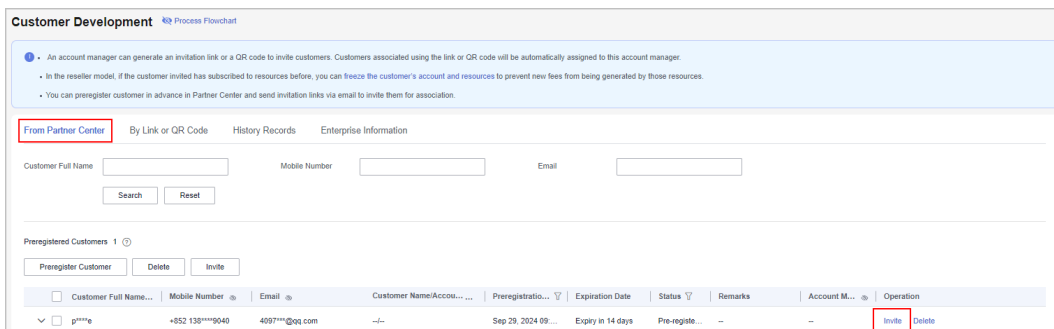 Customer Development Process Flowchart
• An account manager can generate an invitation link or a QR code to invite customers. Customers associated using the link or QR code will be automatically assigned to this account manager.
• In the reseller model, if the customer invited has subscribed to resources before, you can freeze the customer's account and resources to prevent new fees from being generated by those resources.
• You can preregister customer in advance in Partner Center and send invitation links via email to invite them for association.
From Partner Center By Link or QR Code History Records Enterprise Information
Customer Full Name Mobile Number Email
Search Reset
Preregistered Customers 1
Preregister Customer Delete Invite
Customer Full Name... Mobile Number Email Customer Name/Accou... ... Preregistratio... Expiration Date Status Remarks Account M... Operation
p****e +852 138****9040 4097***@qq.com --/-- Sep 29, 2024 09:... Expiry in 14 days Pre-registe... -- -- Invite Delete